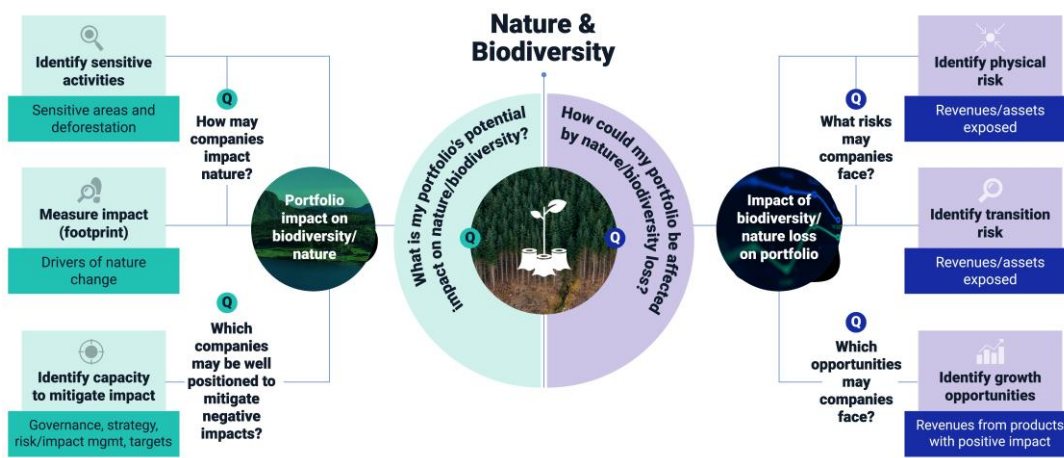 Nature &
Biodiversity
Identify sensitive
activities
Sensitive areas and
deforestation
Q
How may
companies
impact
nature?
Measure impact
(footprint)
Drivers of nature
change
Q
Which
companies
may be well
positioned to
mitigate
negative
impacts?
Identify capacity
to mitigate impact
Governance, strategy,
risk/impact mgmt, targets
Portfolio
impact on
biodiversity/
nature
What is my portfolio's potential
impact on nature/biodiversity?
Q
How could my portfolio be affected
by nature/biodiversity loss?
Q
Impact of
biodiversity/
nature loss
on portfolio
Q
What risks
may
companies
face?
Identify physical
risk
Revenues/assets
exposed
Identify transition
risk
Revenues/assets
exposed
Q
Which
opportunities
may
companies
face?
Identify growth
opportunities
Revenues from products
with positive impact